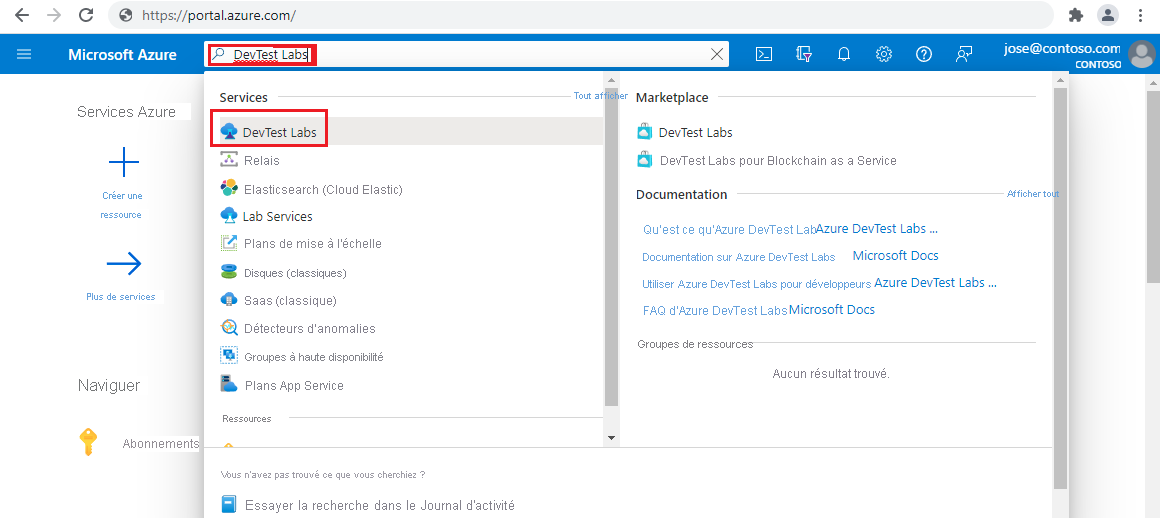 https://portal.azure.com/
Microsoft Azure
DevTest Labs
jose@contoso.com
CONTOSO
Services Azure
Créer une
ressource
Plus de services
Naviguer
Abonnements
Services
Tout afficher
DevTest Labs
Relais
Elasticsearch (Cloud Elastic)
Lab Services
Plans de mise à l'échelle
Disques (classiques)
Saas (classique)
Détecteurs d'anomalies
Groupes à haute disponibilité
Plans App Service
Ressources
Marketplace
DevTest Labs
DevTest Labs pour Blockchain as a Service
Documentation
Afficher tout
Qu'est ce qu'Azure DevTest Lab Azure DevTest Labs ...
Documentation sur Azure DevTest Labs Microsoft Docs
Utiliser Azure DevTest Labs pour développeurs Azure DevTest Labs ...
FAQ d'Azure DevTest Labs Microsoft Docs
Groupes de ressources
Aucun résultat trouvé.
Vous n'avez pas trouvé ce que vous cherchiez ?
Essayer la recherche dans le Journal d'activité